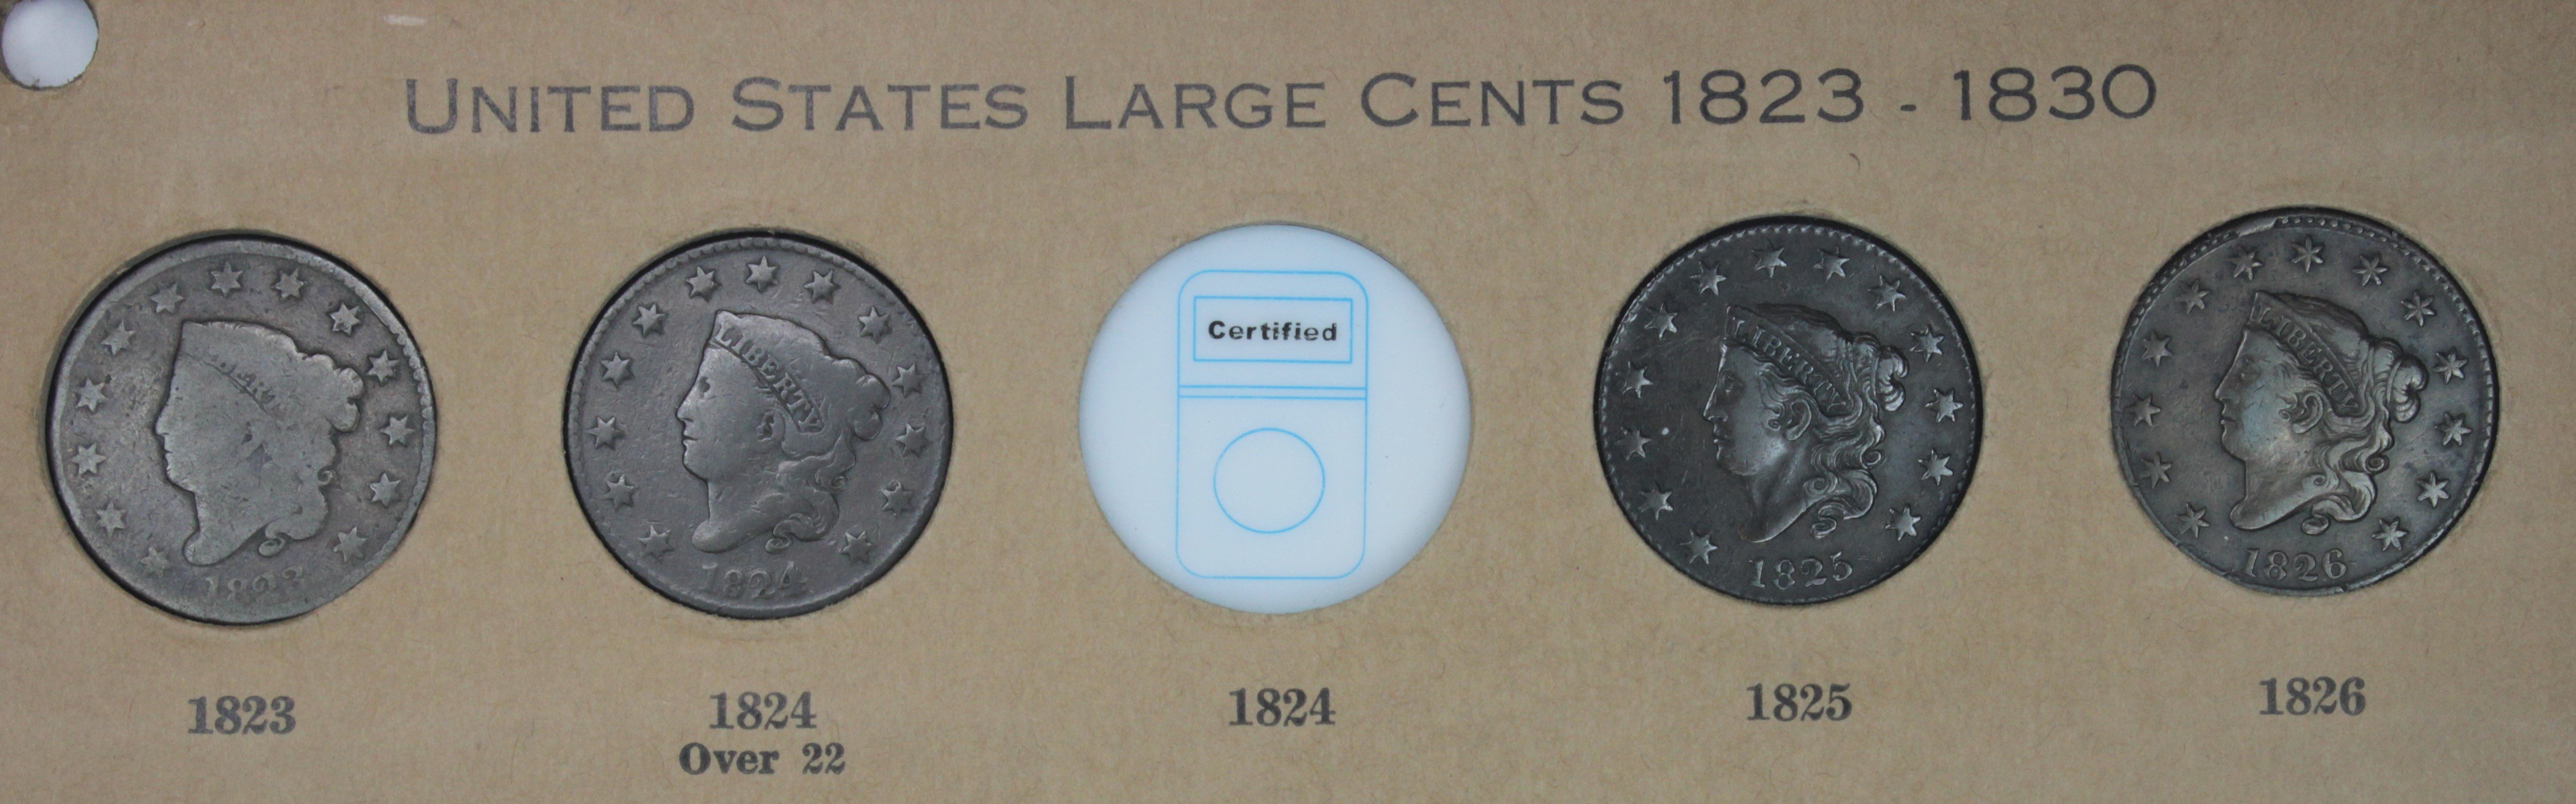 UNITED STATES LARGE CENTS 1823 - 1830
LIBERTY
LIBERTY
LIBERTY
1824
Certified
1825
1826
1823
1824
Over 22
1824
1825
1826